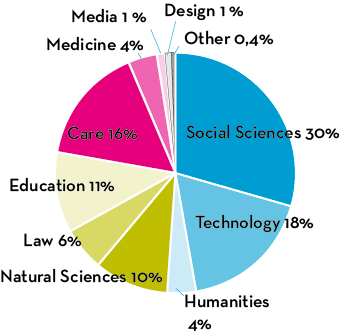 Design 1 %
Media 1 %
Other 0,4%
Medicine 4%
Care 16%
Social Sciences 30%
Education 11%
Technology 18%
Law 6%
Natural Sciences 10%
Humanities
4%